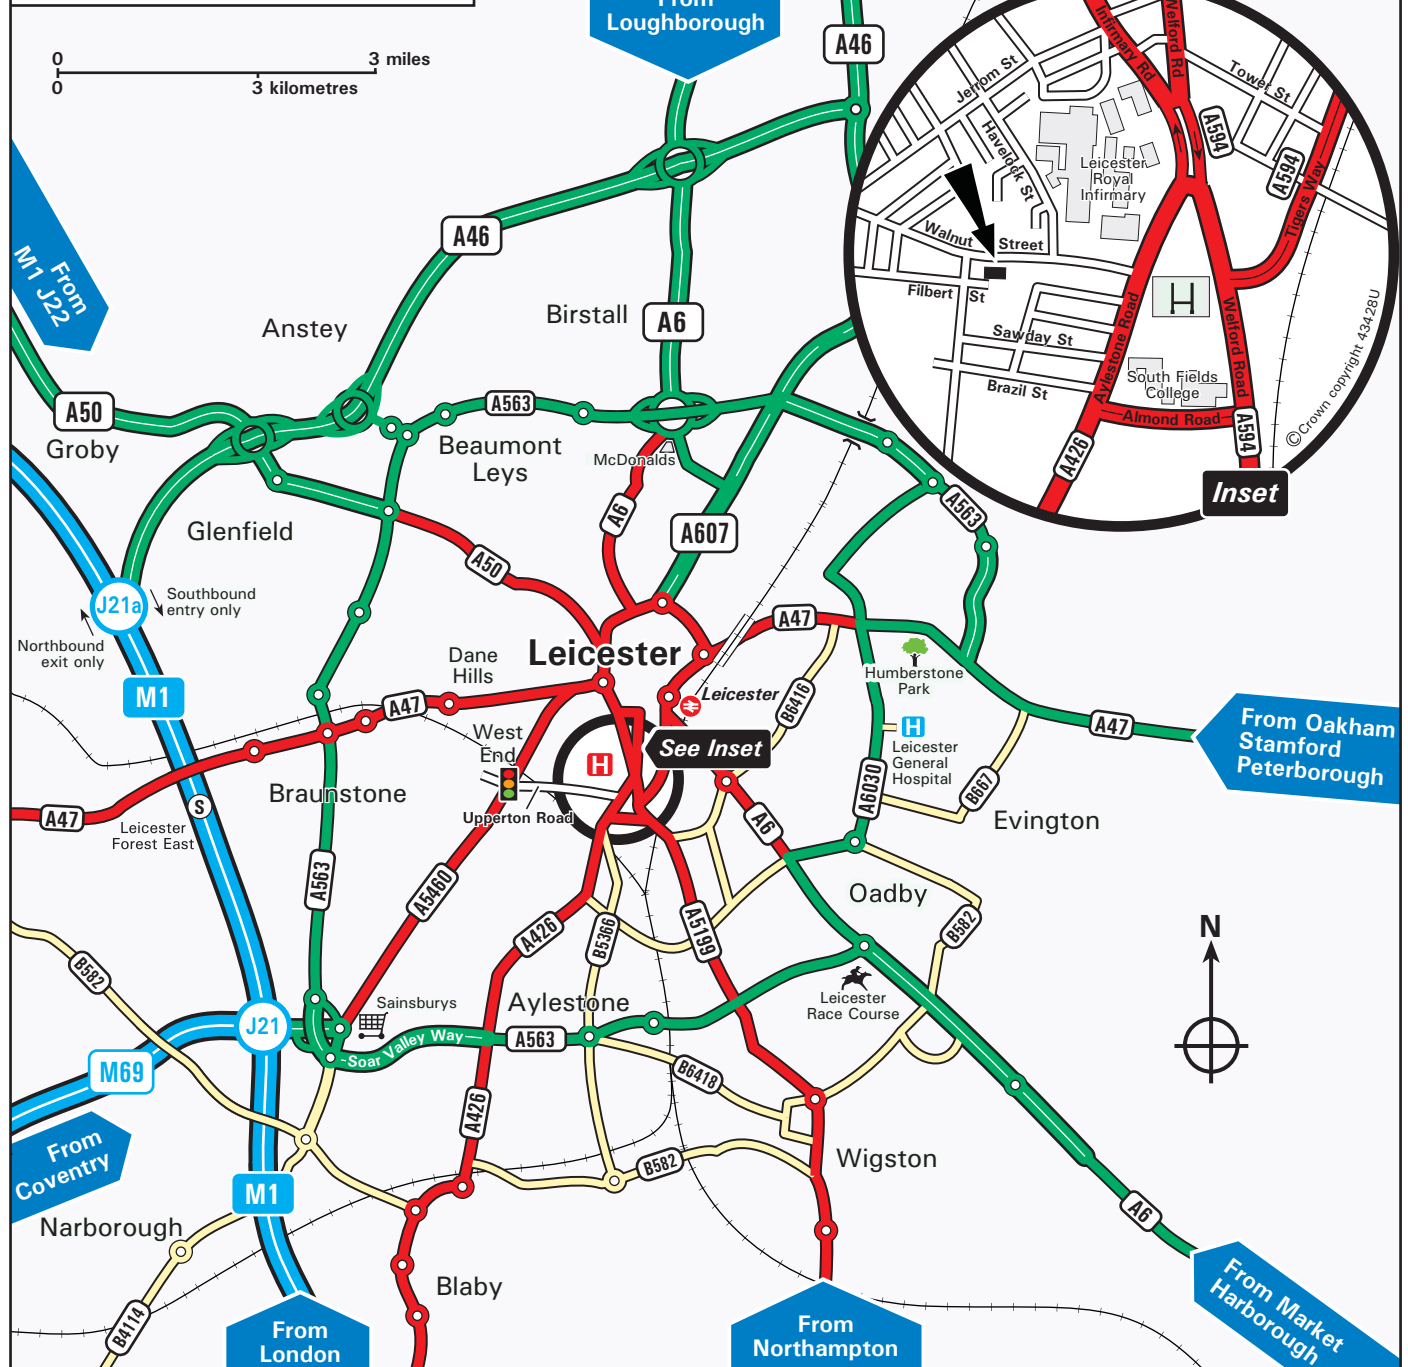 From
Loughborough
A46
0
3 miles
0
3 kilometres
Infirmary Rd
Welford Rd
Jerrom St
Tower St
A594
Havelock St
Leicester
Royal
Infirmary
A594
Tigers Way
From
M1 J22
A46
Walnut
Street
Filbert
St
H
Anstey
Birstall
A6
Sawday St
Aylestone Road
Welford Road
Brazil St
South Fields
College
Almond Road
©Crown copyright 43428U
A50
A563
Groby
Beaumont
Leys
McDonalds
A426
A594
Inset
A6
A563
Glenfield
A607
A50
J21a
Southbound
entry only
Northbound
exit only
A47
Leicester
Dane
Hills
Humberstone
Park
M1
A47
Leicester
B6416
West
End
See Inset
H
H
Leicester
General
Hospital
A47
From Oakham
Stamford
Peterborough
Braunstone
A6030
B667
S
Upperton Road
A47
Leicester
Forest East
A6
Evington
A563
A5460
Oadby
A426
B5366
A5199
B582
N
B582
Sainsburys
Aylestone
Leicester
Race Course
J21
Soar Valley Way
A563
M69
B6418
A426
From
Coventry
B582
Wigston
M1
A6
Narborough
Blaby
From Market
Harborough
B4114
From
London
From
Northampton